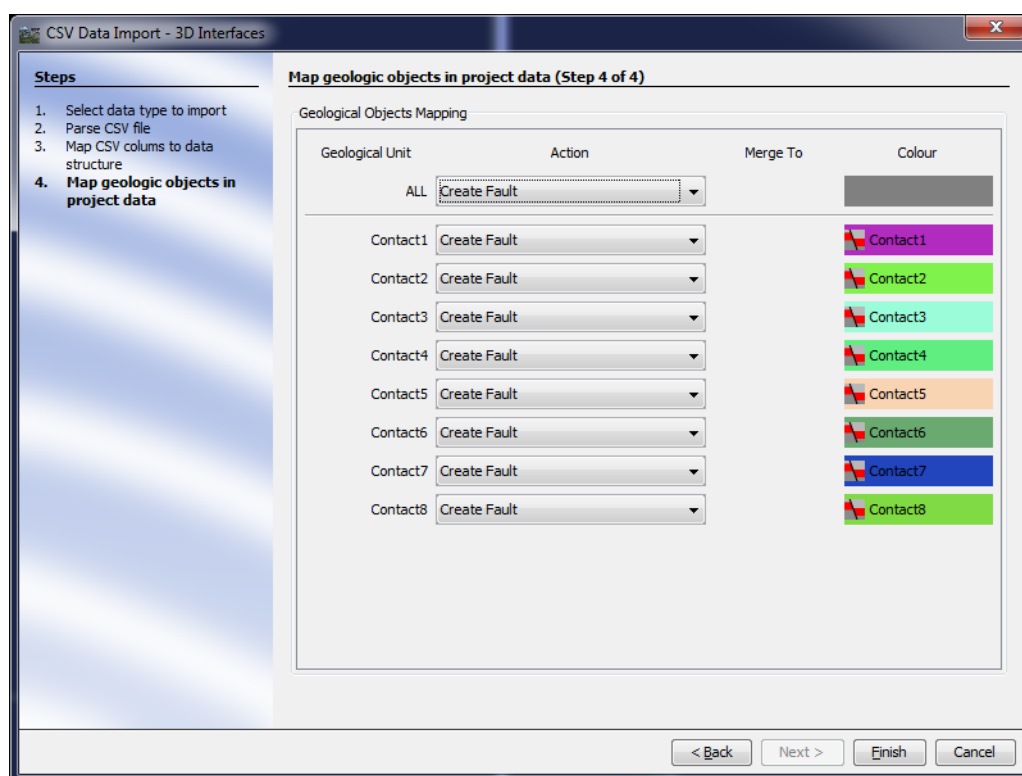 CSV Data Import - 3D Interfaces
Steps
1. Select data type to import
2. Parse CSV file
3. Map CSV colums to data
structure
4. Map geologic objects in
project data
Map geologic objects in project data (Step 4 of 4)
Geological Objects Mapping
Geological Unit Action Merge To Colour
ALL Create Fault
Contact1 Create Fault Contact1
Contact2 Create Fault Contact2
Contact3 Create Fault Contact3
Contact4 Create Fault Contact4
Contact5 Create Fault Contact5
Contact6 Create Fault Contact6
Contact7 Create Fault Contact7
Contact8 Create Fault Contact8
< Back Next > Finish Cancel